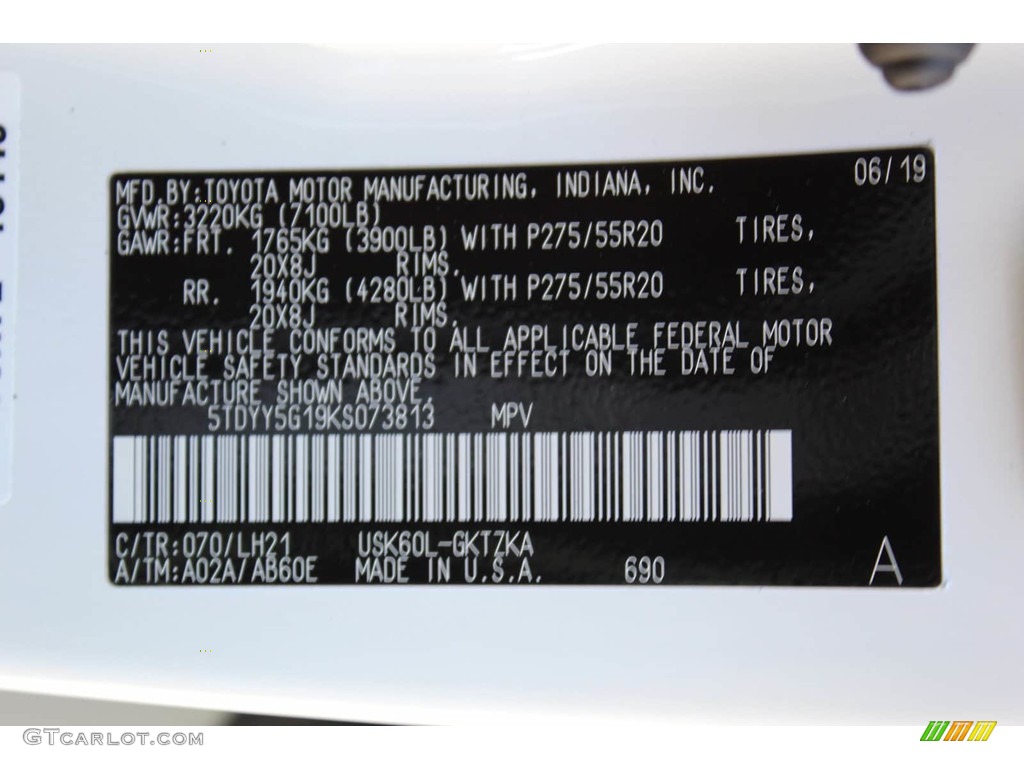 06/19
MFD.BY:TOYOTA MOTOR MANUFACTURING, INDIANA, INC.
GVWR:3220KG (7100LB)
GAWR:FRT. 1765KG (3900LB) WITH P275/55R20 TIRES,
20X8J RIMS.
RR. 1940KG (4280LB) WITH P275/55R20 TIRES,
20X8J RIMS.
THIS VEHICLE CONFORMS TO ALL APPLICABLE FEDERAL MOTOR
VEHICLE SAFETY STANDARDS IN EFFECT ON THE DATE OF
MANUFACTURE SHOWN ABOVE.
5TDYY5G19KS073813 MPV
C/TR:070/LH21 USK60L-GKTZKA
A/TM:A02A/AB60E MADE IN U.S.A. 690 A
GTCARLOT.COM